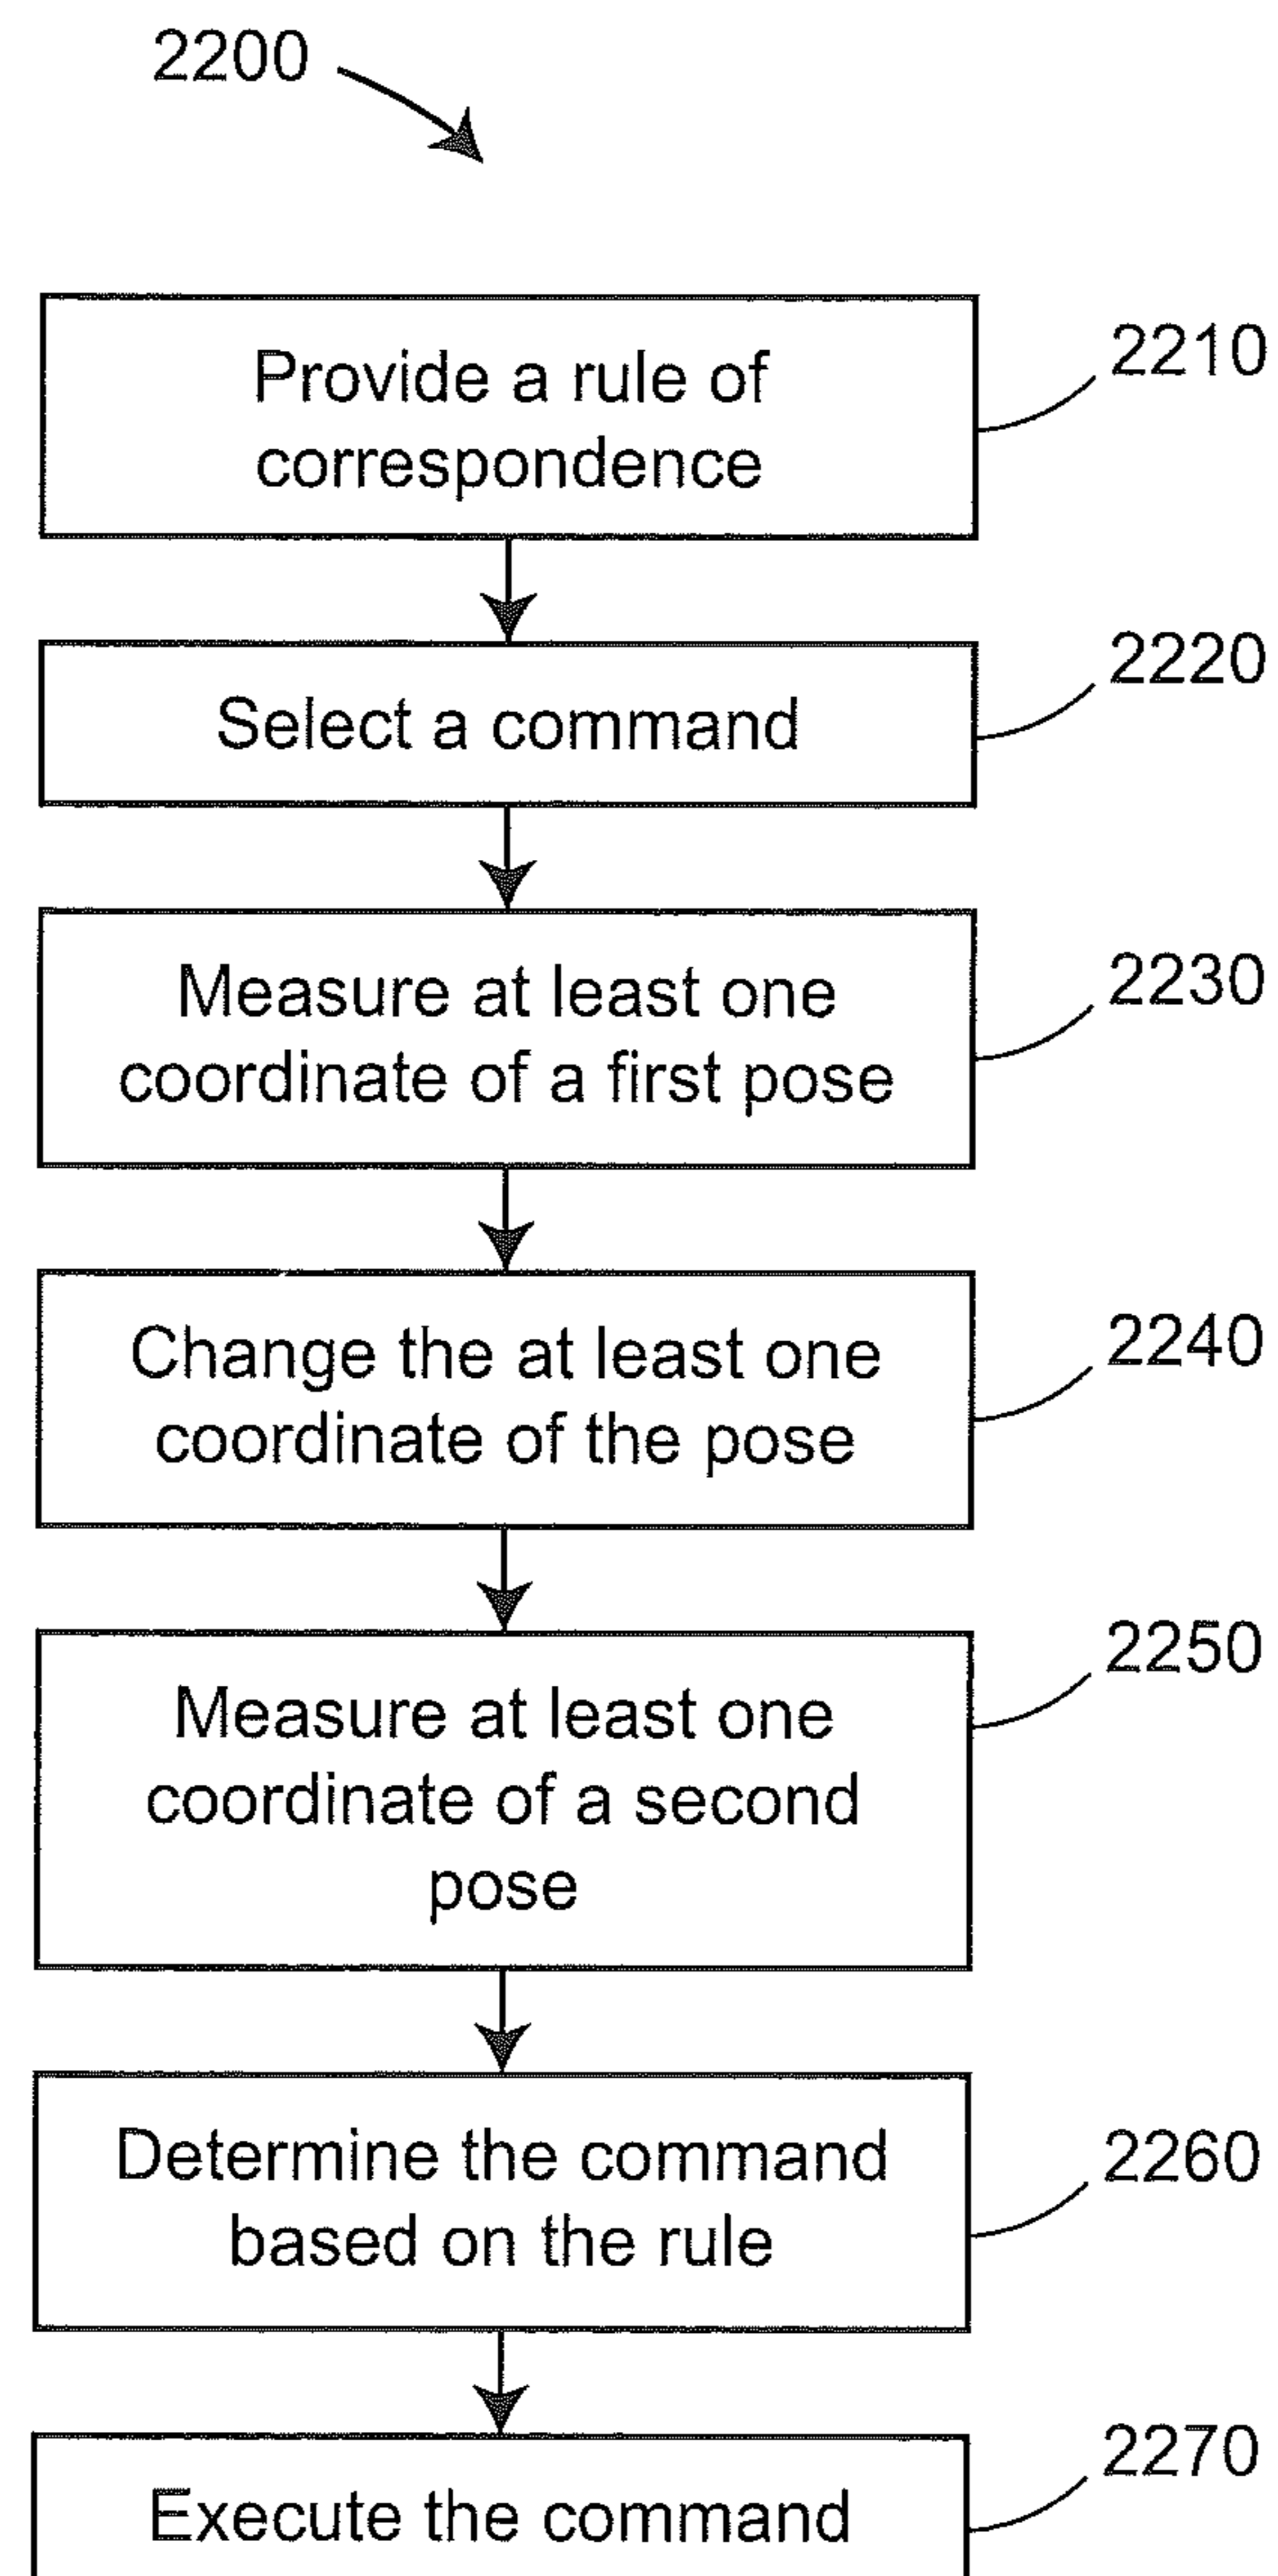 2200
Provide a rule of
correspondence
2210
Select a command
2220
Measure at least one
coordinate of a first pose
2230
Change the at least one
coordinate of the pose
2240
Measure at least one
coordinate of a second
pose
2250
Determine the command
based on the rule
2260
Execute the command
2270